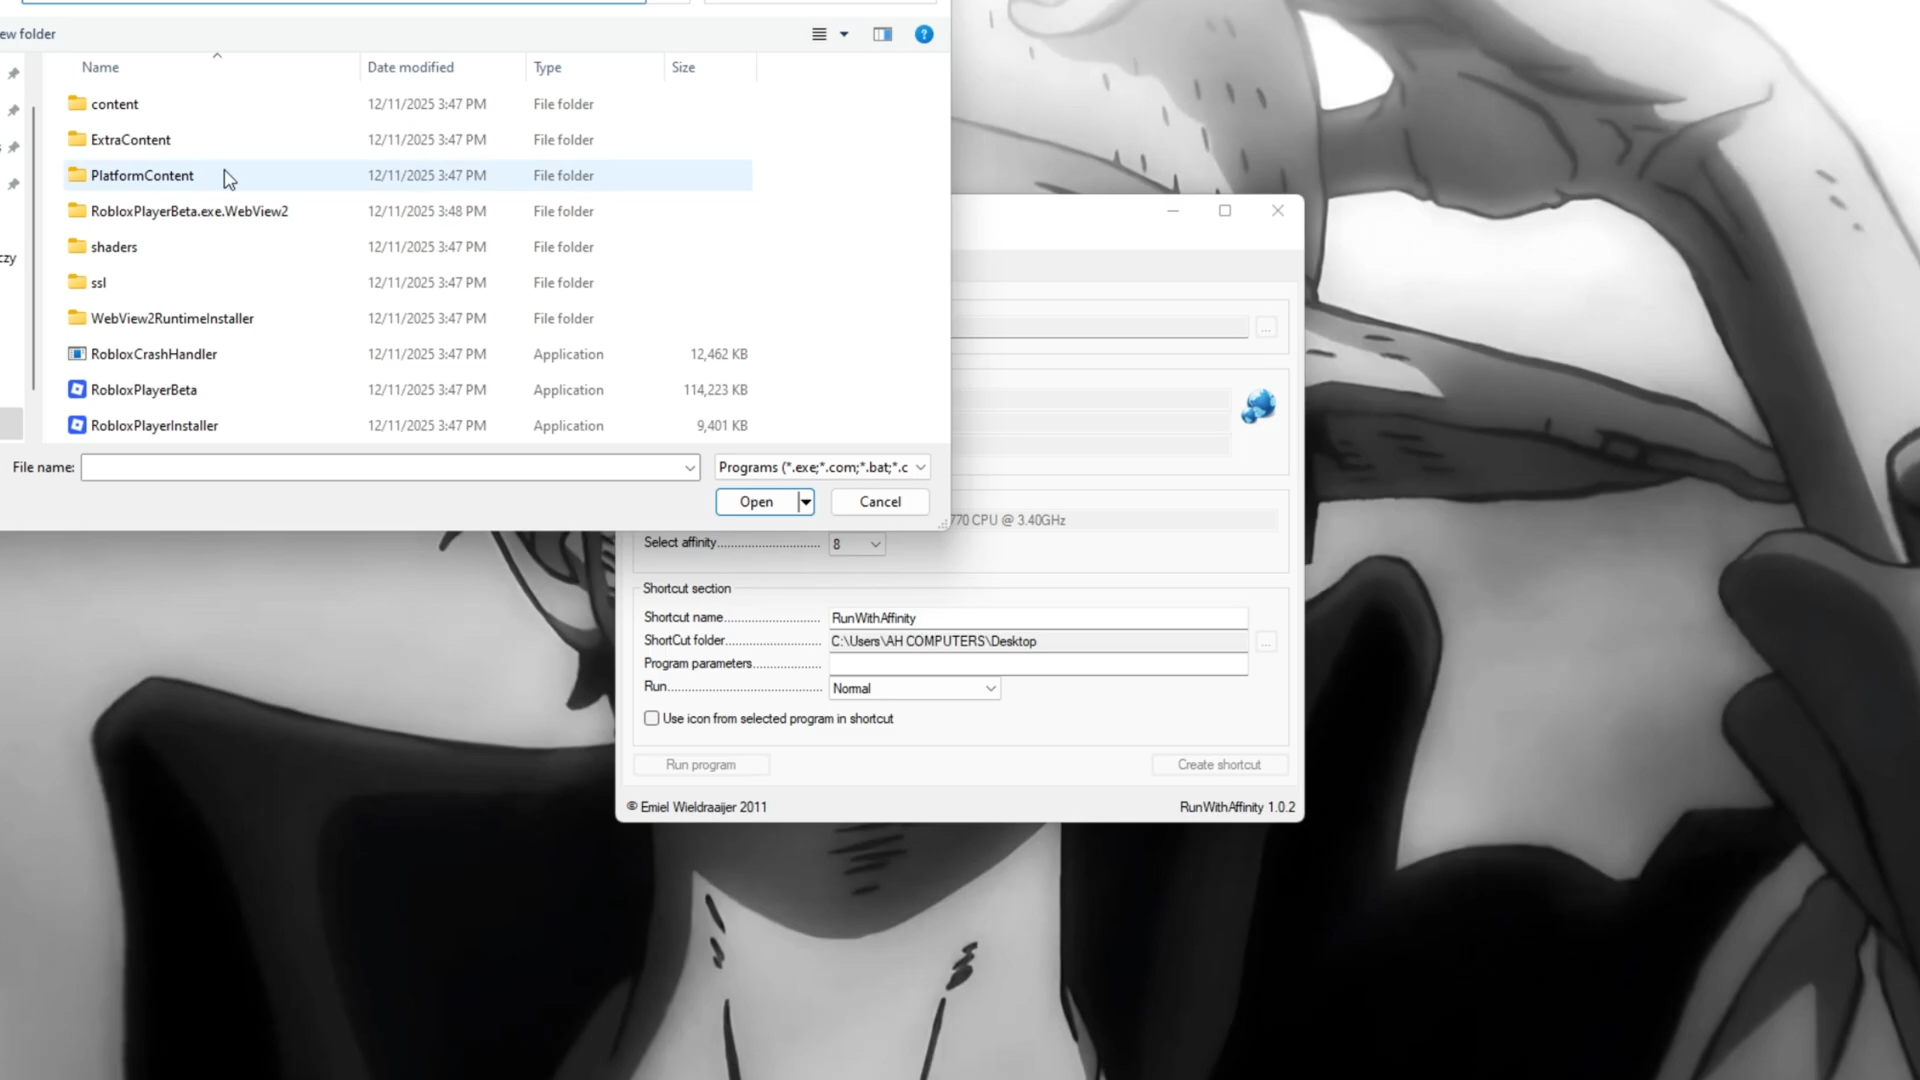 ew folder
Name Date modified Type Size
content 12/11/2025 3:47 PM File folder
ExtraContent 12/11/2025 3:47 PM File folder
PlatformContent 12/11/2025 3:47 PM File folder
RobloxPlayerBeta.exe.WebView2 12/11/2025 3:48 PM File folder
shaders 12/11/2025 3:47 PM File folder
czy
ssl 12/11/2025 3:47 PM File folder
WebView2RuntimeInstaller 12/11/2025 3:47 PM File folder
RobloxCrashHandler 12/11/2025 3:47 PM Application 12,462 KB
RobloxPlayerBeta 12/11/2025 3:47 PM Application 114,223 KB
RobloxPlayerInstaller 12/11/2025 3:47 PM Application 9,401 KB
File name: Programs (*.exe;*.com;*.bat;*.c
Open Cancel
...
770 CPU @ 3.40GHz
Select affinity.............................. 8
Shortcut section
Shortcut name......................... RunWithAffinity
ShortCut folder......................... C:\Users\AH COMPUTERS\Desktop ...
Program parameters..................
Run.......................................... Normal
Use icon from selected program in shortcut
Run program Create shortcut
© Emiel Wieldraaijer 2011 RunWithAffinity 1.0.2